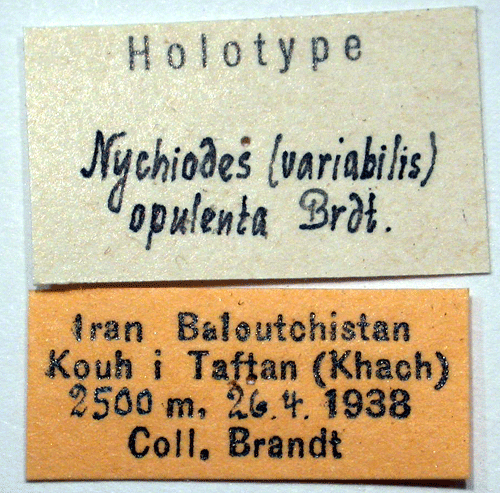 Holotype
Nychiodes (variabilis)
opulenta Brdt.
Iran Baloutchistan
Kouh i Taftan (Khach)
2500 m. 26.4. 1938
Coll. Brandt